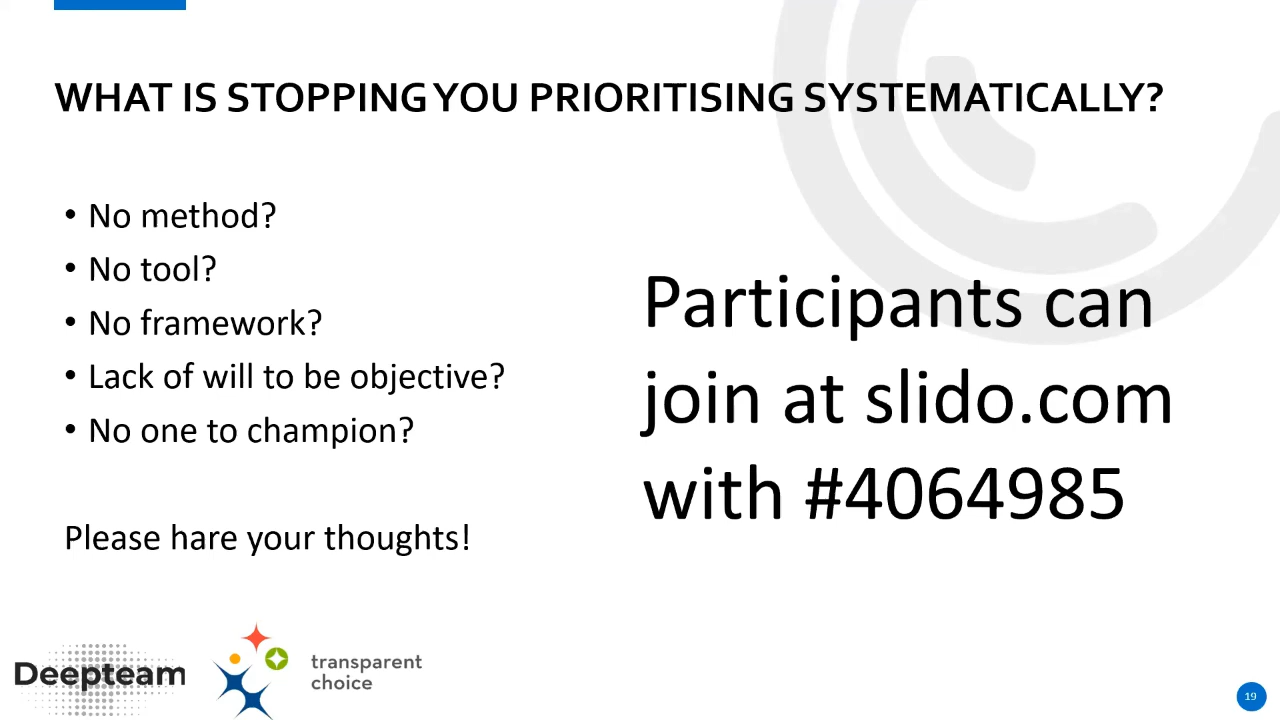 WHAT IS STOPPING YOU PRIORITISING SYSTEMATICALLY?
• No method?
• No tool?
• No framework?
• Lack of will to be objective?
• No one to champion?
Please hare your thoughts!
Participants can
join at slido.com
with #4064985
Deepteam
transparent
choice
19